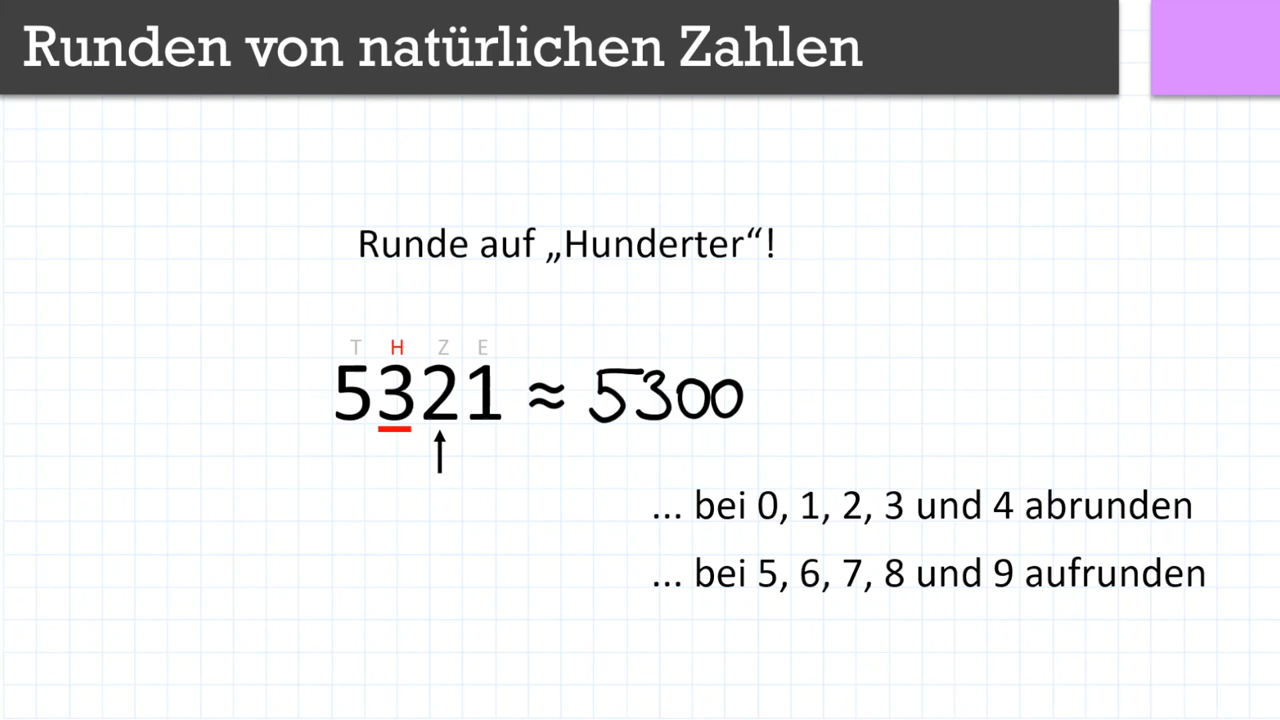 Runden von natürlichen Zahlen
Runde auf „Hunderter“!
T H Z E
5321 ≈ 5300
... bei 0, 1, 2, 3 und 4 abrunden
... bei 5, 6, 7, 8 und 9 aufrunden